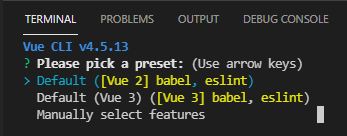 TERMINAL PROBLEMS OUTPUT DEBUG CONSOLE
Vue CLI v4.5.13
? Please pick a preset: (Use arrow keys)
> Default ([Vue 2] babel, eslint)
Default (Vue 3) ([Vue 3] babel, eslint)
Manually select features